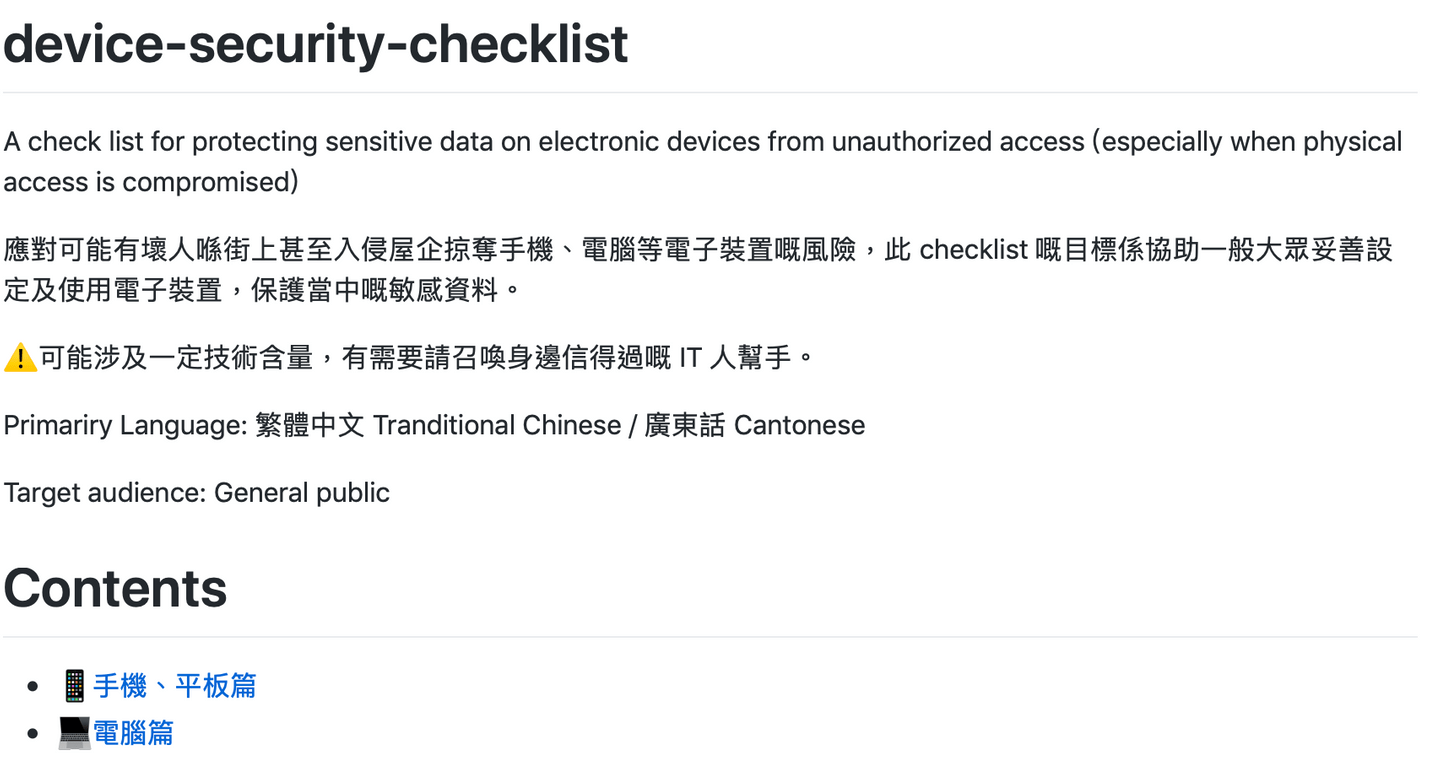 device-security-checklist
A check list for protecting sensitive data on electronic devices from unauthorized access (especially when physical
access is compromised)
應對可能有壞人喺街上甚至入侵屋企掠奪手機、電腦等電子裝置嘅風險，此 checklist 嘅目標係協助一般大眾妥善設
定及使用電子裝置，保護當中嘅敏感資料。
⚠️可能涉及一定技術含量，有需要請召喚身邊信得過嘅 IT 人幫手。
Primariry Language: 繁體中文 Tranditional Chinese / 廣東話 Cantonese
Target audience: General public
Contents
• 📱手機、平板篇
• 💻電腦篇